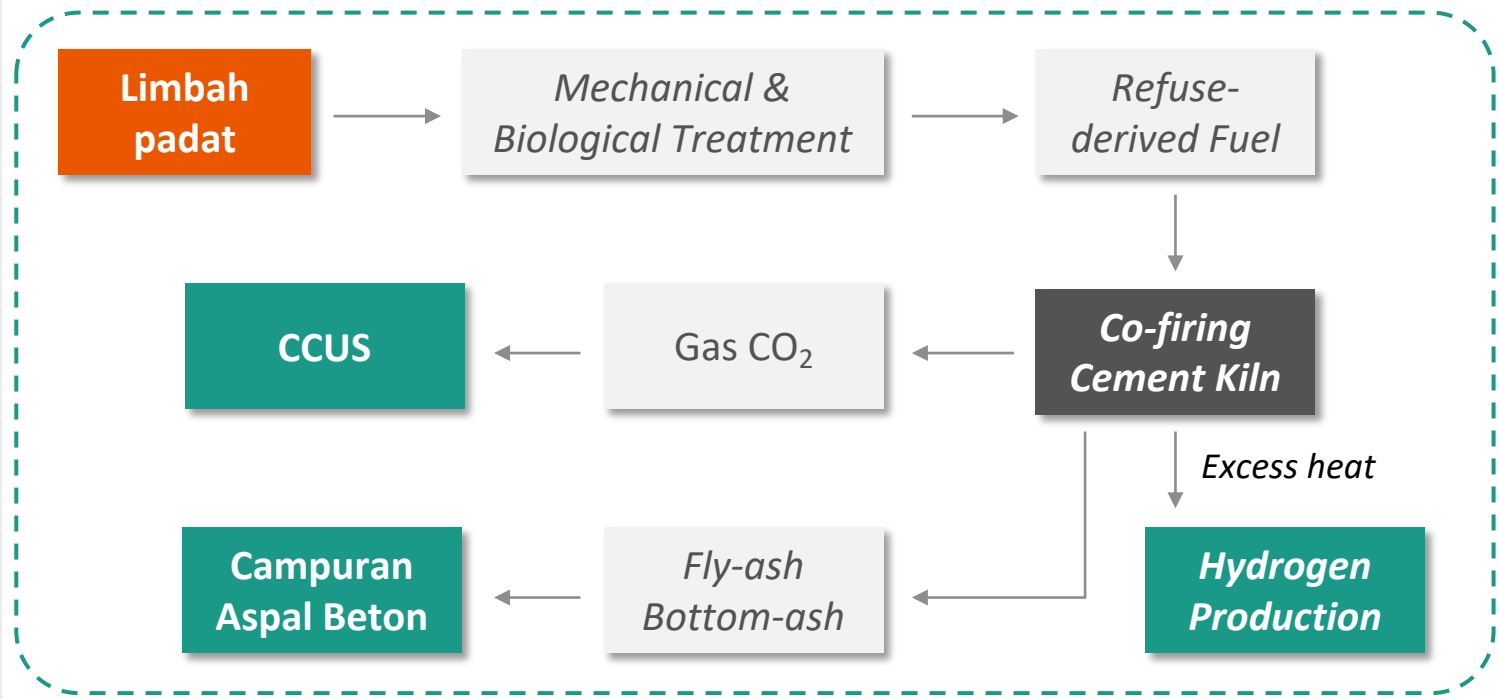 Limbah
padat
Mechanical &
Biological Treatment
Refuse-
derived Fuel
CCUS
Gas CO₂
Co-firing
Cement Kiln
Excess heat
Campuran
Aspal Beton
Fly-ash
Bottom-ash
Hydrogen
Production